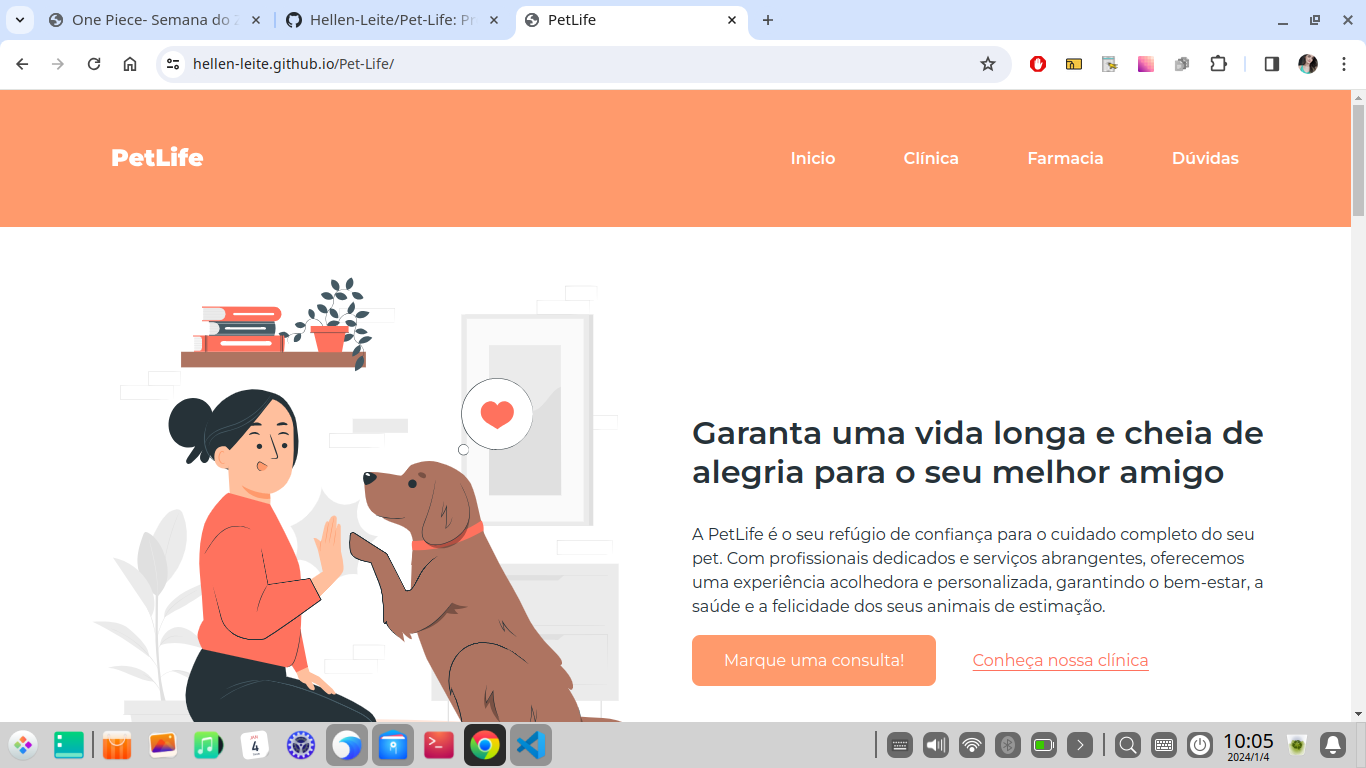 One Piece- Semana do
Hellen-Leite/Pet-Life: Pr
PetLife
hellen-leite.github.io/Pet-Life/
PetLife
Inicio
Clínica
Farmacia
Dúvidas
Garanta uma vida longa e cheia de
alegria para o seu melhor amigo
A PetLife é o seu refúgio de confiança para o cuidado completo do seu
pet. Com profissionais dedicados e serviços abrangentes, oferecemos
uma experiência acolhedora e personalizada, garantindo o bem-estar, a
saúde e a felicidade dos seus animais de estimação.
Marque uma consulta!
Conheça nossa clínica
JAN
4
10:05
2024/1/4